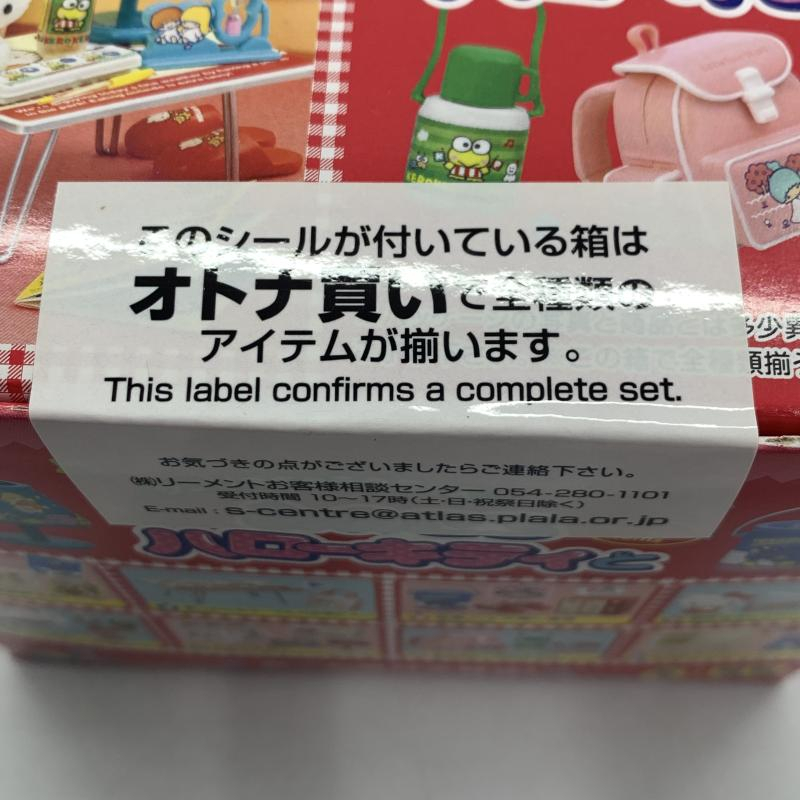 このシールが付いている箱は
オトナ買いで全種類の
アイテムが揃います。
This label confirms a complete set.
お気づきの点がございましたらご連絡下さい。
㈱リーメントお客様相談センター 054-280-1101
受付時間 10〜17時(土・日・祝祭日除く)
E-mail : s-centre@atlas.plala.or.jp
ハローキティと